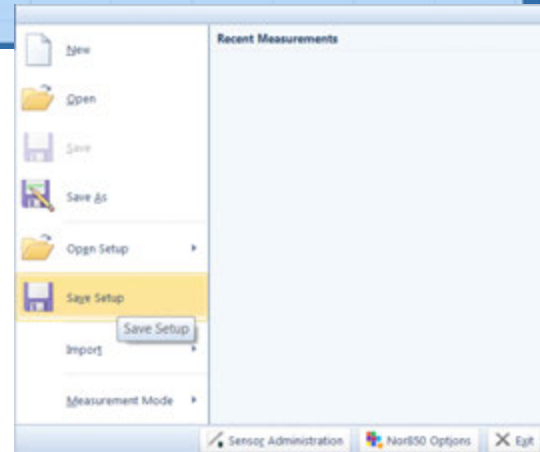 Recent Measurements
New
Open
Save
Save As
Open Setup
Save Setup
Save Setup
Import
Measurement Mode
Sensor Administration
Nor850 Options
Exit